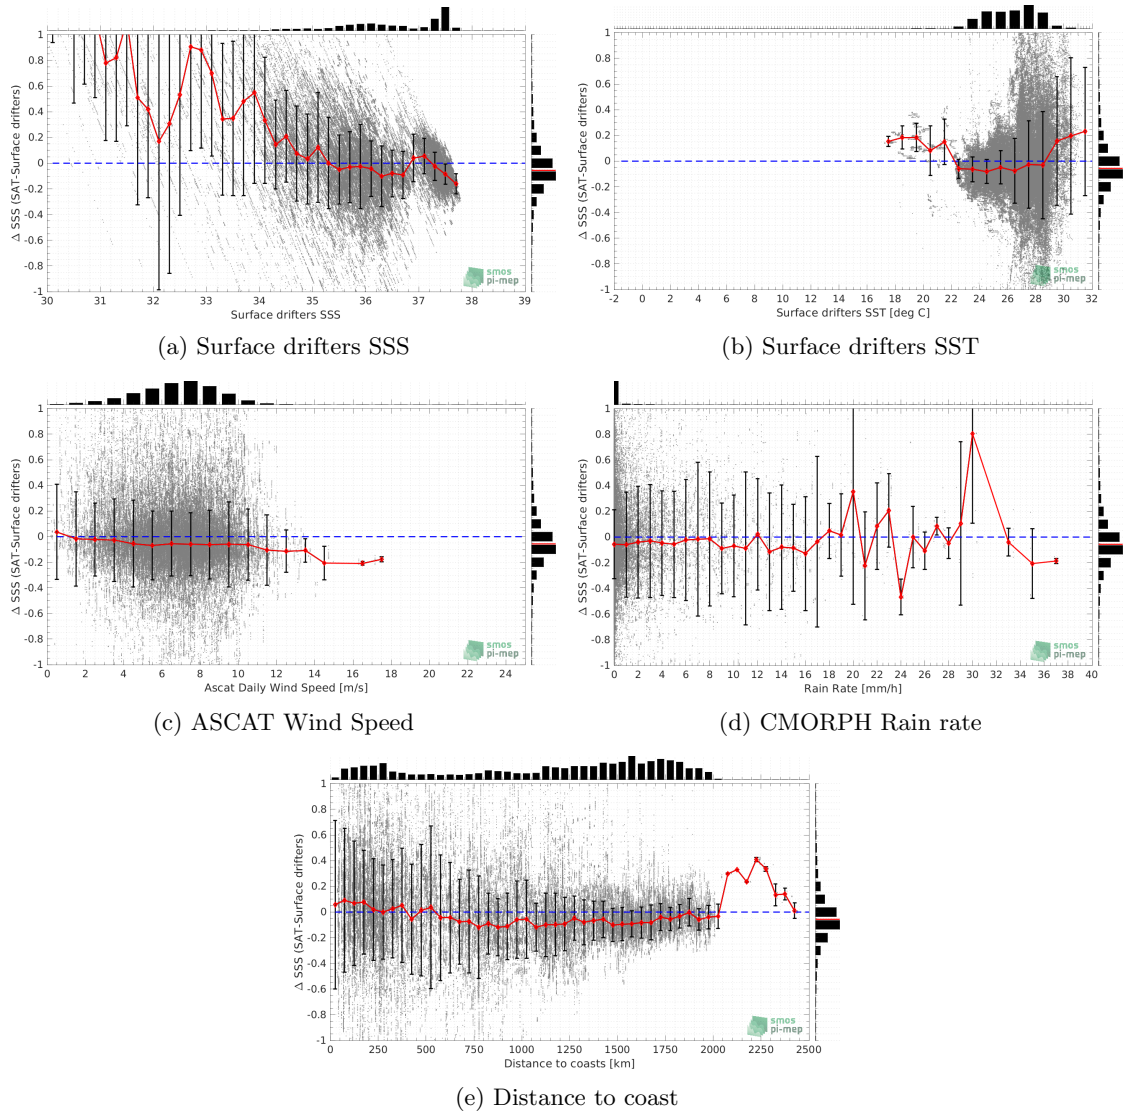 1
0.8
0.6
0.4
0.2
0
-0.2
-0.4
-0.6
-0.8
-1
Δ SSS (SAT-Surface drifters)
30 31 32 33 34 35 36 37 38 39
Surface drifters SSS
smos
pi-mep
(a) Surface drifters SSS
1
0.8
0.6
0.4
0.2
0
-0.2
-0.4
-0.6
-0.8
-1
Δ SSS (SAT-Surface drifters)
-2 0 2 4 6 8 10 12 14 16 18 20 22 24 26 28 30 32
Surface drifters SST [deg C]
smos
pi-mep
(b) Surface drifters SST
1
0.8
0.6
0.4
0.2
0
-0.2
-0.4
-0.6
-0.8
-1
Δ SSS (SAT-Surface drifters)
0 2 4 6 8 10 12 14 16 18 20 22 24
Ascat Daily Wind Speed [m/s]
smos
pi-mep
(c) ASCAT Wind Speed
1
0.8
0.6
0.4
0.2
0
-0.2
-0.4
-0.6
-0.8
-1
Δ SSS (SAT-Surface drifters)
0 2 4 6 8 10 12 14 16 18 20 22 24 26 28 30 32 34 36 38 40
Rain Rate [mm/h]
smos
pi-mep
(d) CMORPH Rain rate
1
0.8
0.6
0.4
0.2
0
-0.2
-0.4
-0.6
-0.8
-1
Δ SSS (SAT-Surface drifters)
0 250 500 750 1000 1250 1500 1750 2000 2250 2500
Distance to coasts [km]
smos
pi-mep
(e) Distance to coast